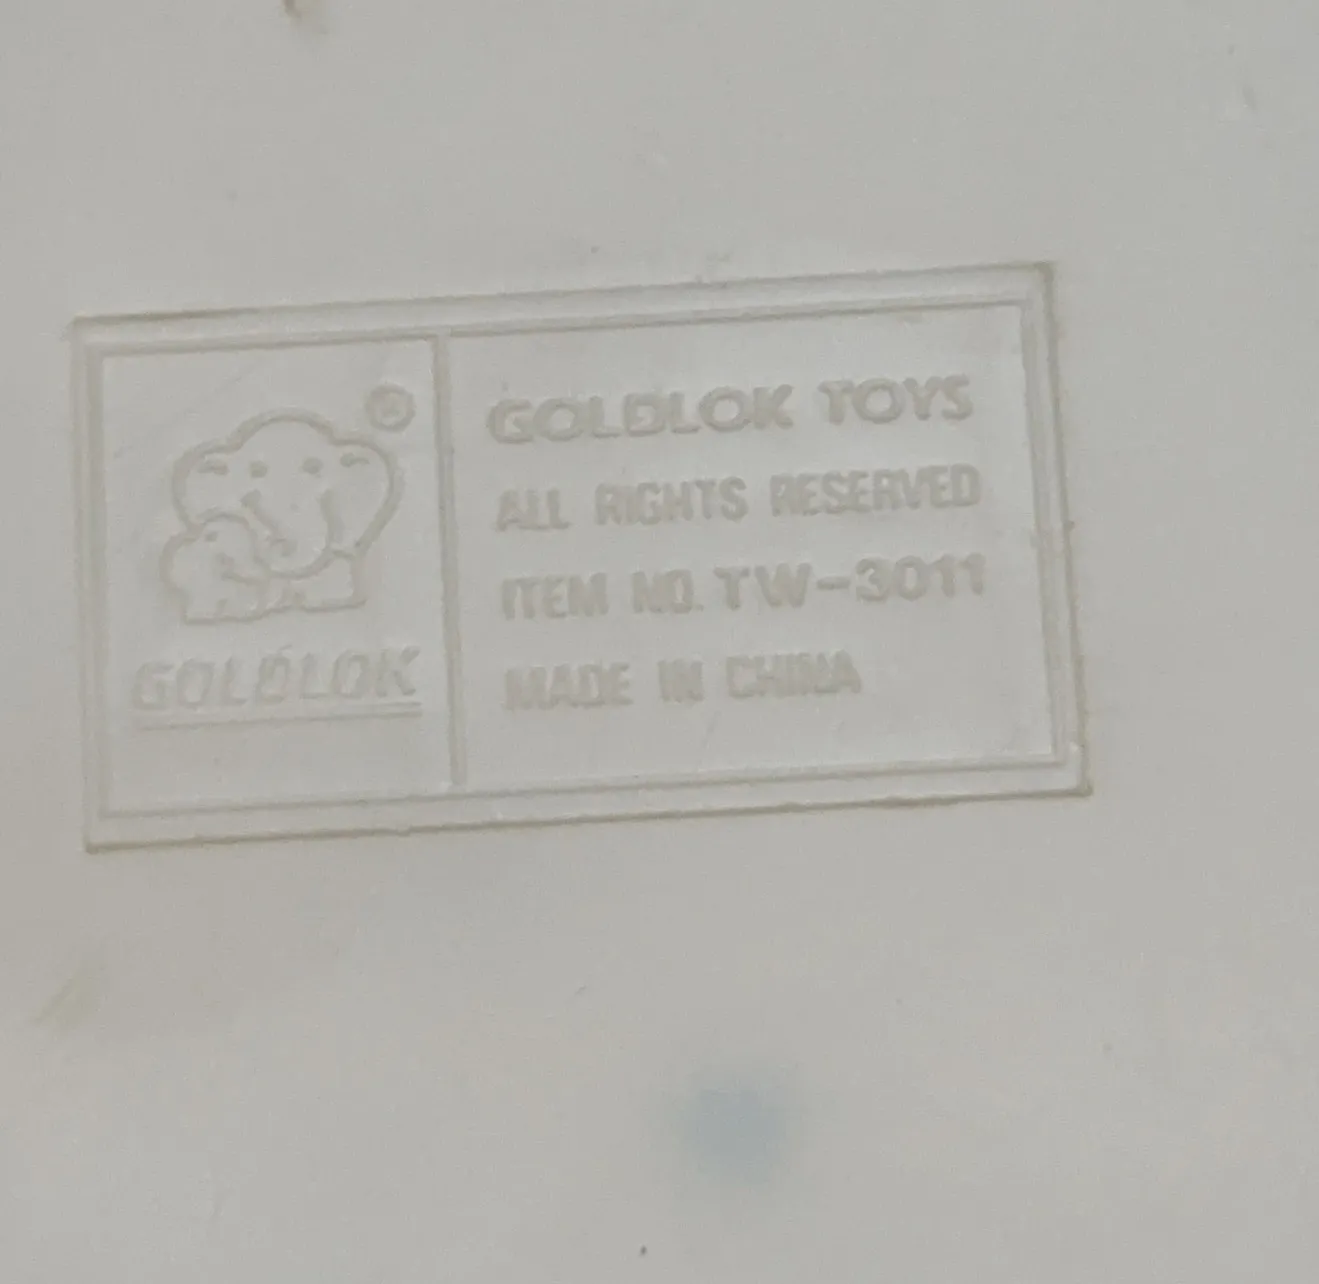 ®
GOLDLOK
GOLDLOK TOYS
ALL RIGHTS RESERVED
ITEM NO. TW-3011
MADE IN CHINA